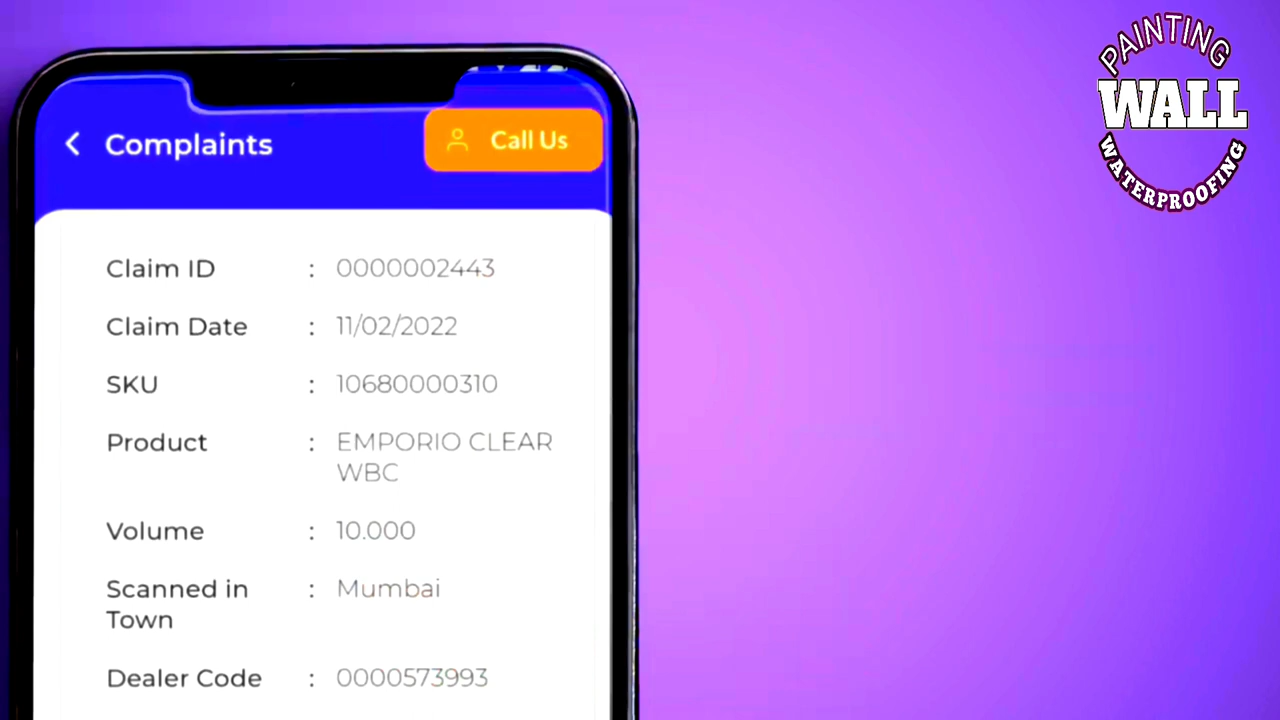 Complaints
Call Us
Claim ID : 0000002443
Claim Date : 11/02/2022
SKU : 10680000310
Product : EMPORIO CLEAR
WBC
Volume : 10.000
Scanned in : Mumbai
Town
Dealer Code : 0000573993
PAINTING
WALL
WATERPROOFING